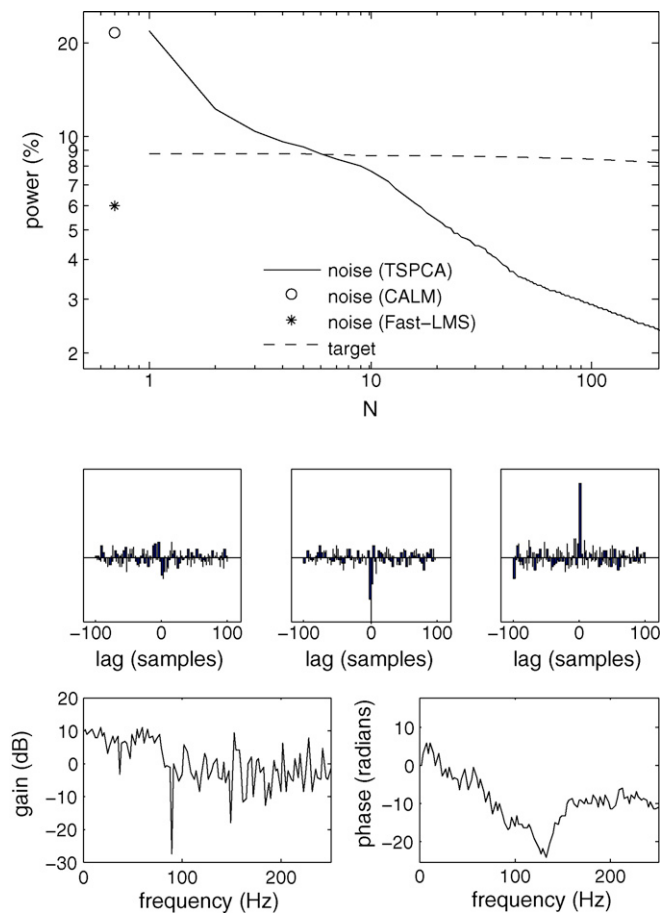 20
10
9
8
7
6
5
4
3
2
power (%)
noise (TSPCA)
noise (CALM)
noise (Fast−LMS)
target
1 10 100
N
−100 0 100
lag (samples)
−100 0 100
lag (samples)
−100 0 100
lag (samples)
20
10
0
−10
−20
−30
gain (dB)
0 100 200
frequency (Hz)
10
0
−10
−20
phase (radians)
0 100 200
frequency (Hz)